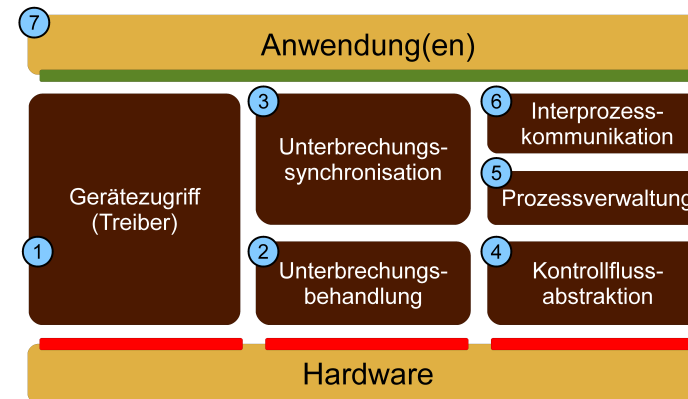 7
Anwendung(en)
3
Unterbrechungs-
synchronisation
6
Interprozess-
kommunikation
5
Prozessverwaltung
Gerätezugriff
(Treiber)
1
2
Unterbrechungs-
behandlung
4
Kontrollfluss-
abstraktion
Hardware